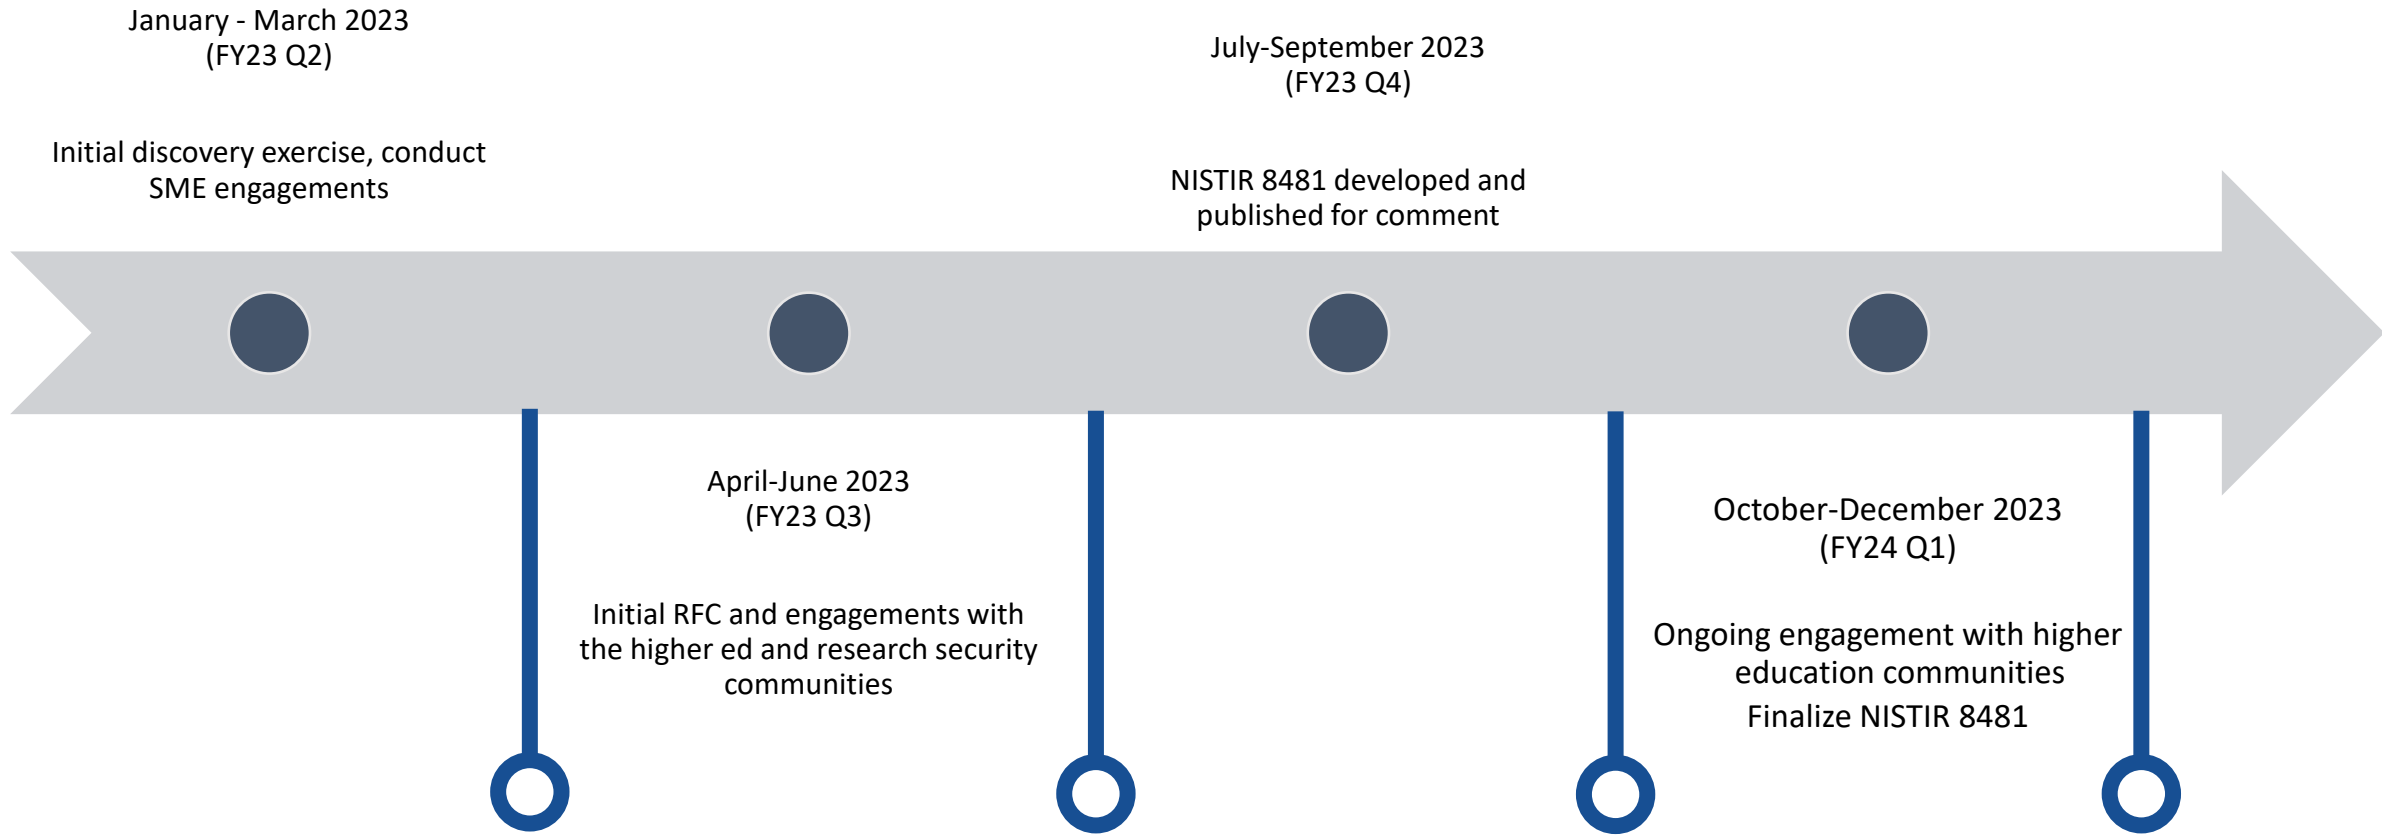 January - March 2023
(FY23 Q2)
Initial discovery exercise, conduct
SME engagements
April-June 2023
(FY23 Q3)
Initial RFC and engagements with
the higher ed and research security
communities
July-September 2023
(FY23 Q4)
NISTIR 8481 developed and
published for comment
October-December 2023
(FY24 Q1)
Ongoing engagement with higher
education communities
Finalize NISTIR 8481